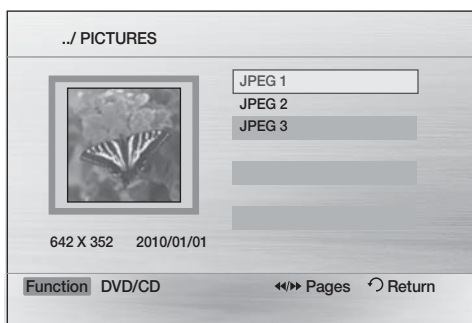 ../ PICTURES
JPEG 1
JPEG 2
JPEG 3
642 X 352 2010/01/01
Function DVD/CD ◄◄/►► Pages ↶ Return